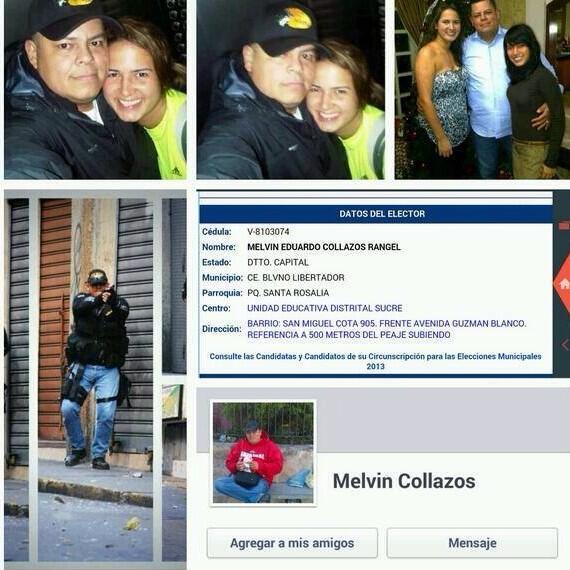 DATOS DEL ELECTOR
Cédula: V-8103074
Nombre: MELVIN EDUARDO COLLAZOS RANGEL
Estado: DTTO. CAPITAL
Municipio: CE. BLVNO LIBERTADOR
Parroquia: PQ. SANTA ROSALIA
Centro: UNIDAD EDUCATIVA DISTRITAL SUCRE
Dirección: BARRIO: SAN MIGUEL COTA 905. FRENTE AVENIDA GUZMAN BLANCO.
REFERENCIA A 500 METROS DEL PEAJE SUBIENDO
Consulte las Candidatas y Candidatos de su Circunscripción para las Elecciones Municipales
2013
Melvin Collazos
Agregar a mis amigos
Mensaje